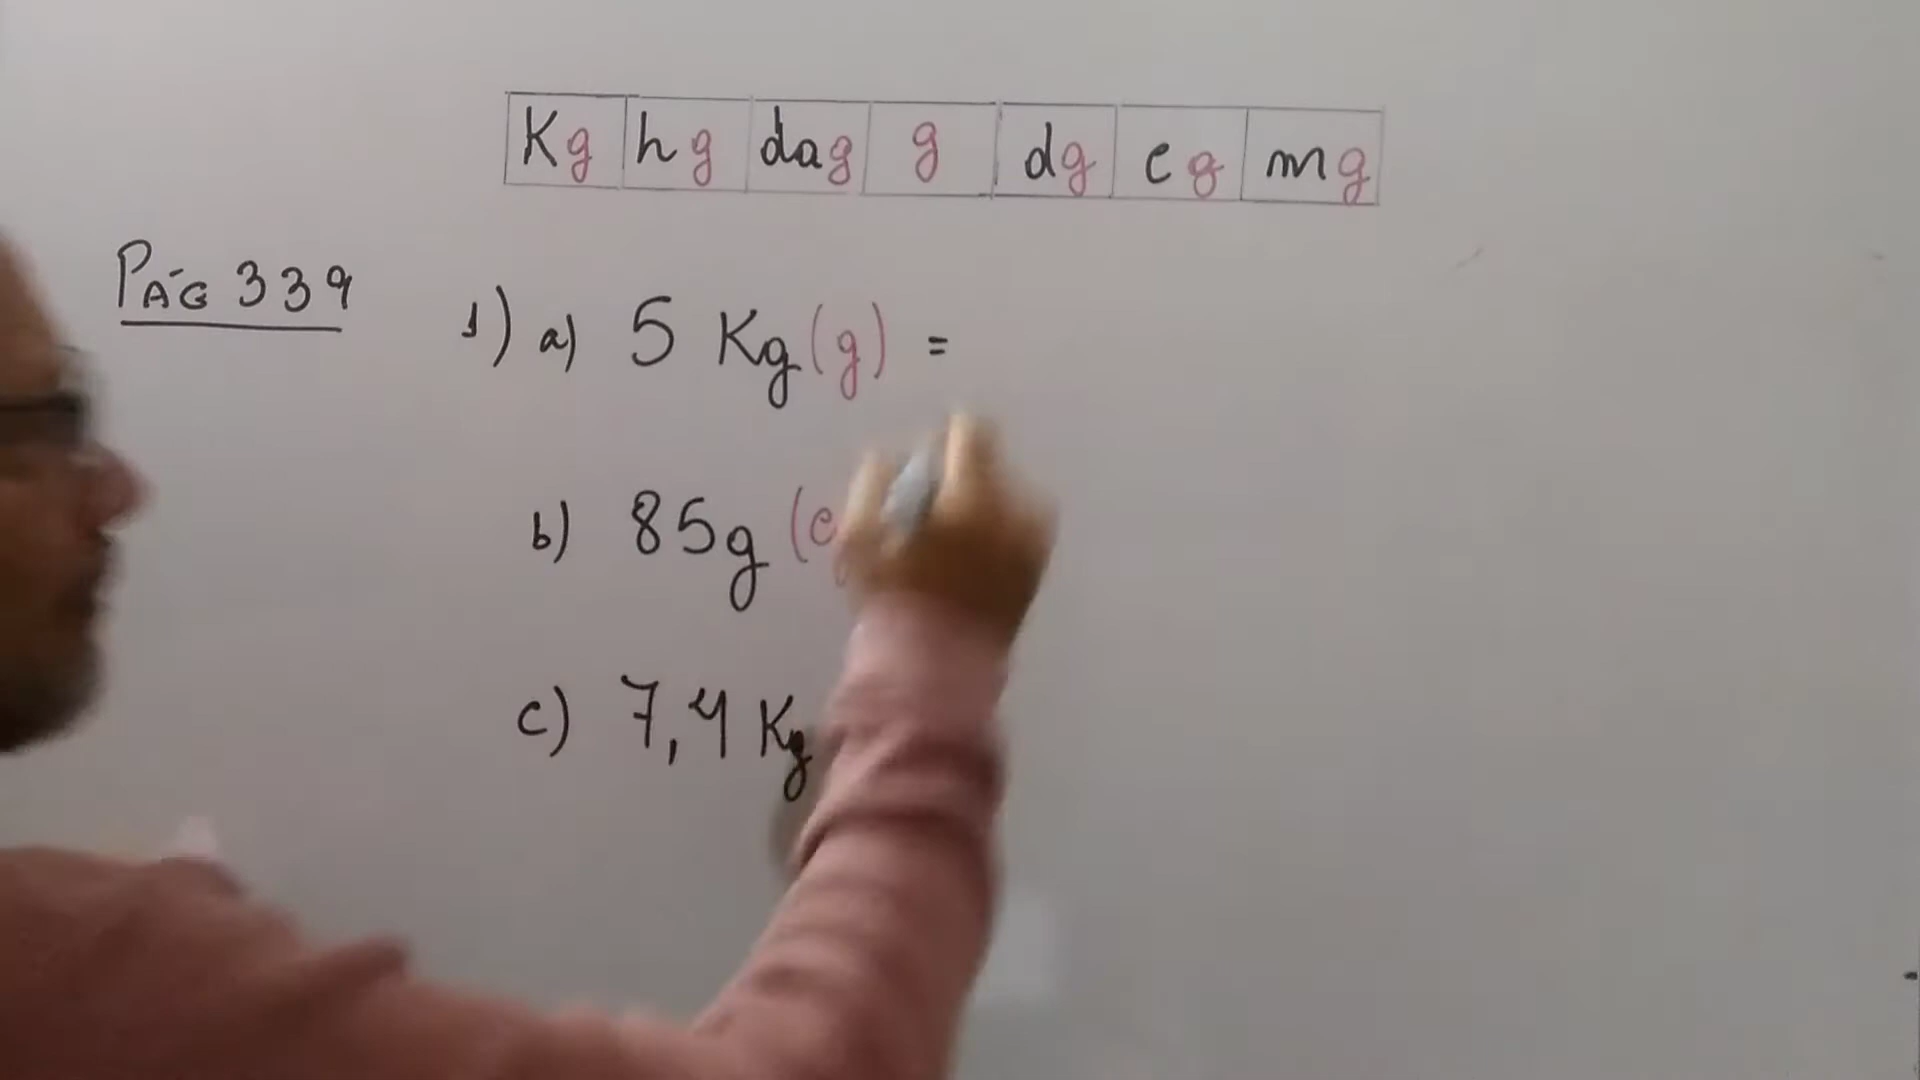 Kg hg dag g dg cg mg
PÁG 339
1) a) 5 Kg (g) =
b) 85g (c
c) 7,4 Kg